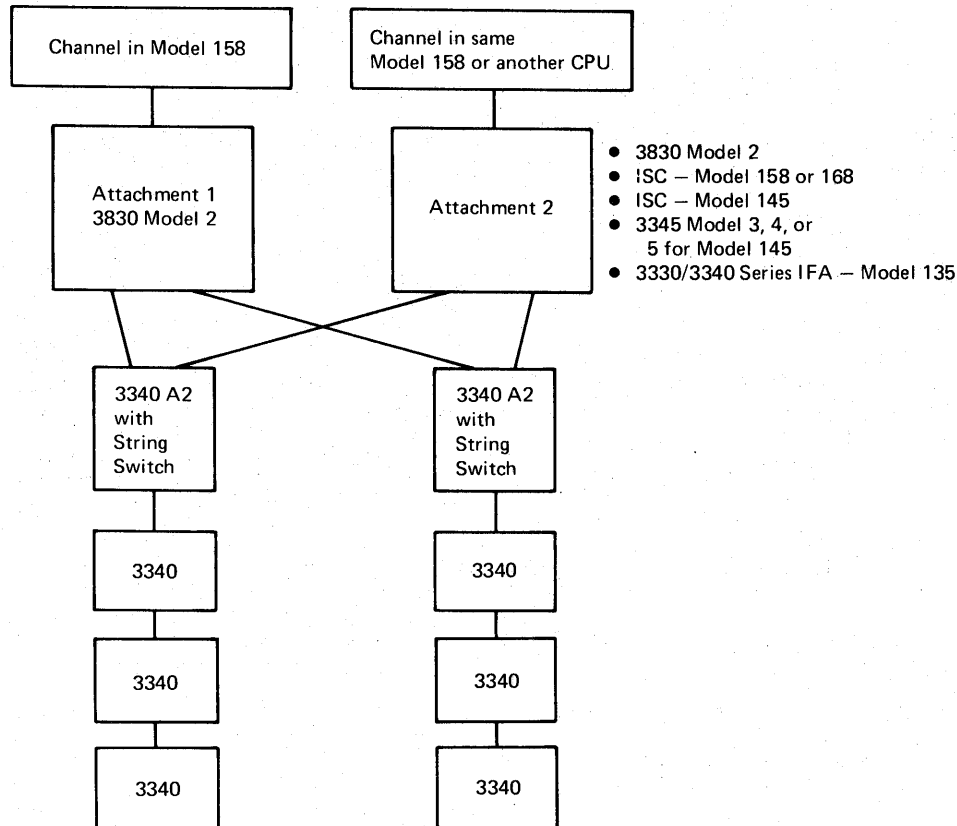 Channel in Model 158
Channel in same
Model 158 or another CPU
Attachment 1
3830 Model 2
Attachment 2
● 3830 Model 2
● ISC — Model 158 or 168
● ISC — Model 145
● 3345 Model 3, 4, or
5 for Model 145
● 3330/3340 Series IFA — Model 135
3340 A2
with
String
Switch
3340 A2
with
String
Switch
3340
3340
3340
3340
3340
3340